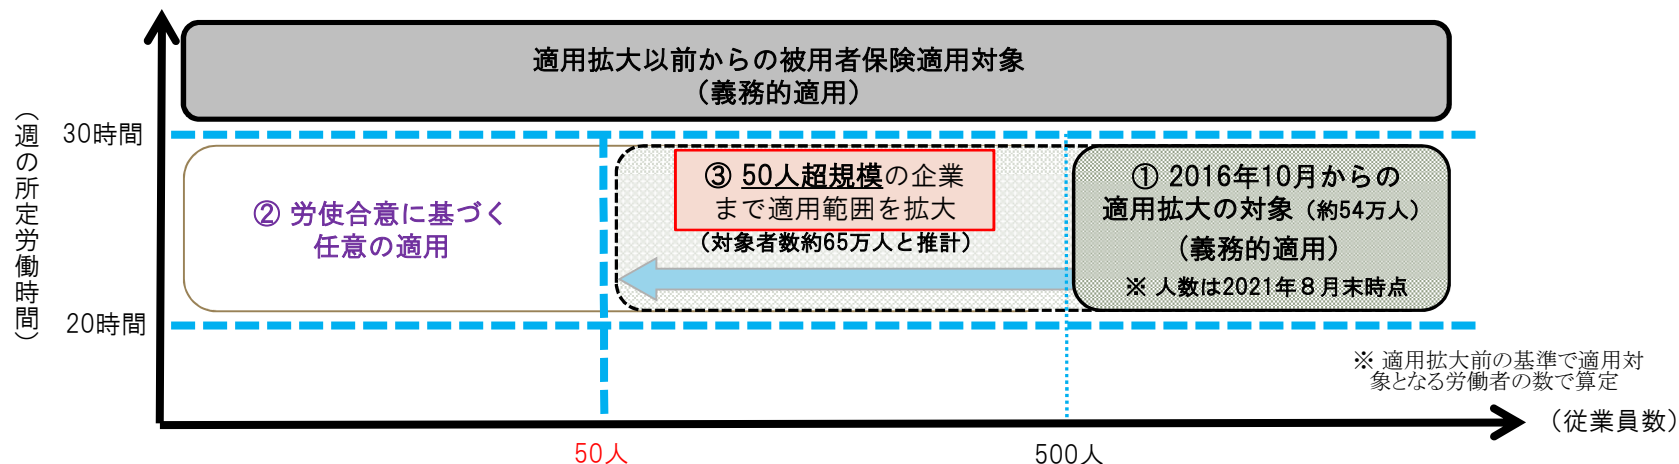 適用拡大以前からの被用者保険適用対象
（義務的適用）
（週の所定労働時間）
30時間
② 労使合意に基づく
任意の適用
③ 50人超規模の企業
まで適用範囲を拡大
（対象者数約65万人と推計）
① 2016年10月からの
適用拡大の対象（約54万人）
（義務的適用）
※ 人数は2021年８月末時点
20時間
※ 適用拡大前の基準で適用対
象となる労働者の数で算定
（従業員数）
50人
500人